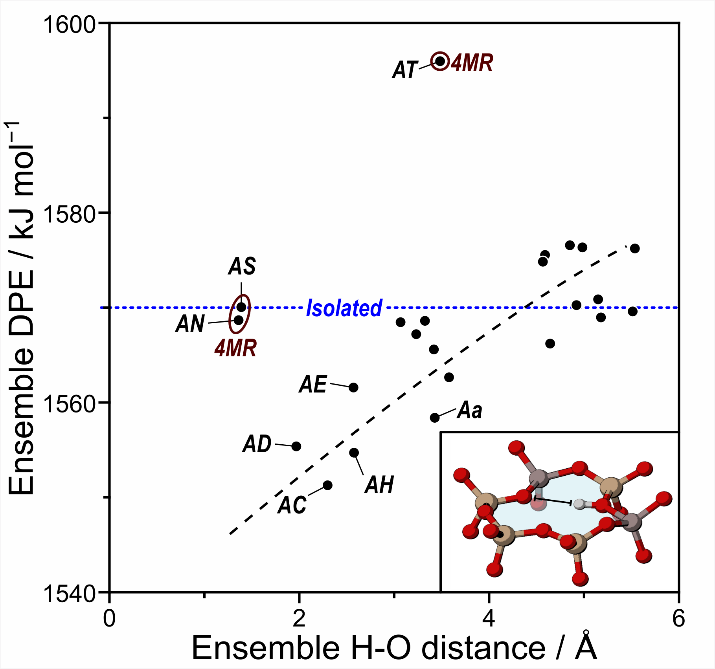 1600
AT
4MR
1580
AS
Isolated
AN
4MR
1560
AE
Aa
AD
AH
AC
1540
0
2
4
6
Ensemble DPE / kJ mol⁻¹
Ensemble H-O distance / Å